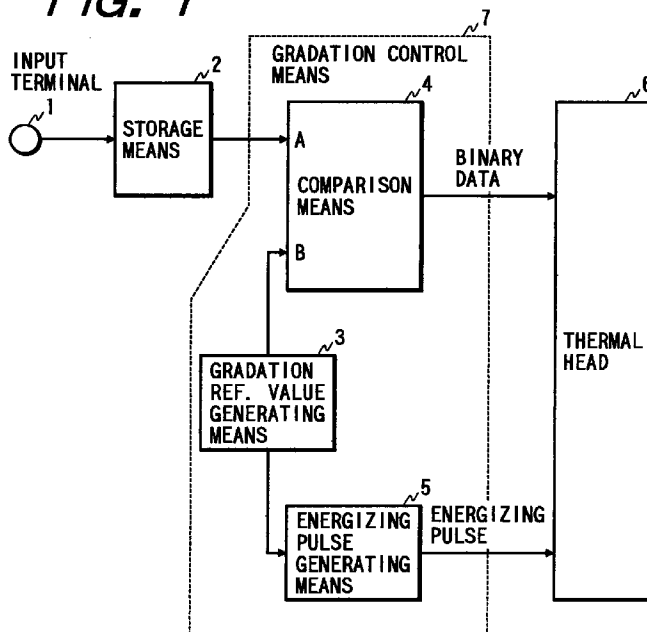 FIG. 1
7
GRADATION CONTROL
MEANS
INPUT
TERMINAL
1
2
STORAGE
MEANS
4
A
COMPARISON
MEANS
B
BINARY
DATA
6
THERMAL
HEAD
3
GRADATION
REF. VALUE
GENERATING
MEANS
5
ENERGIZING
PULSE
GENERATING
MEANS
ENERGIZING
PULSE